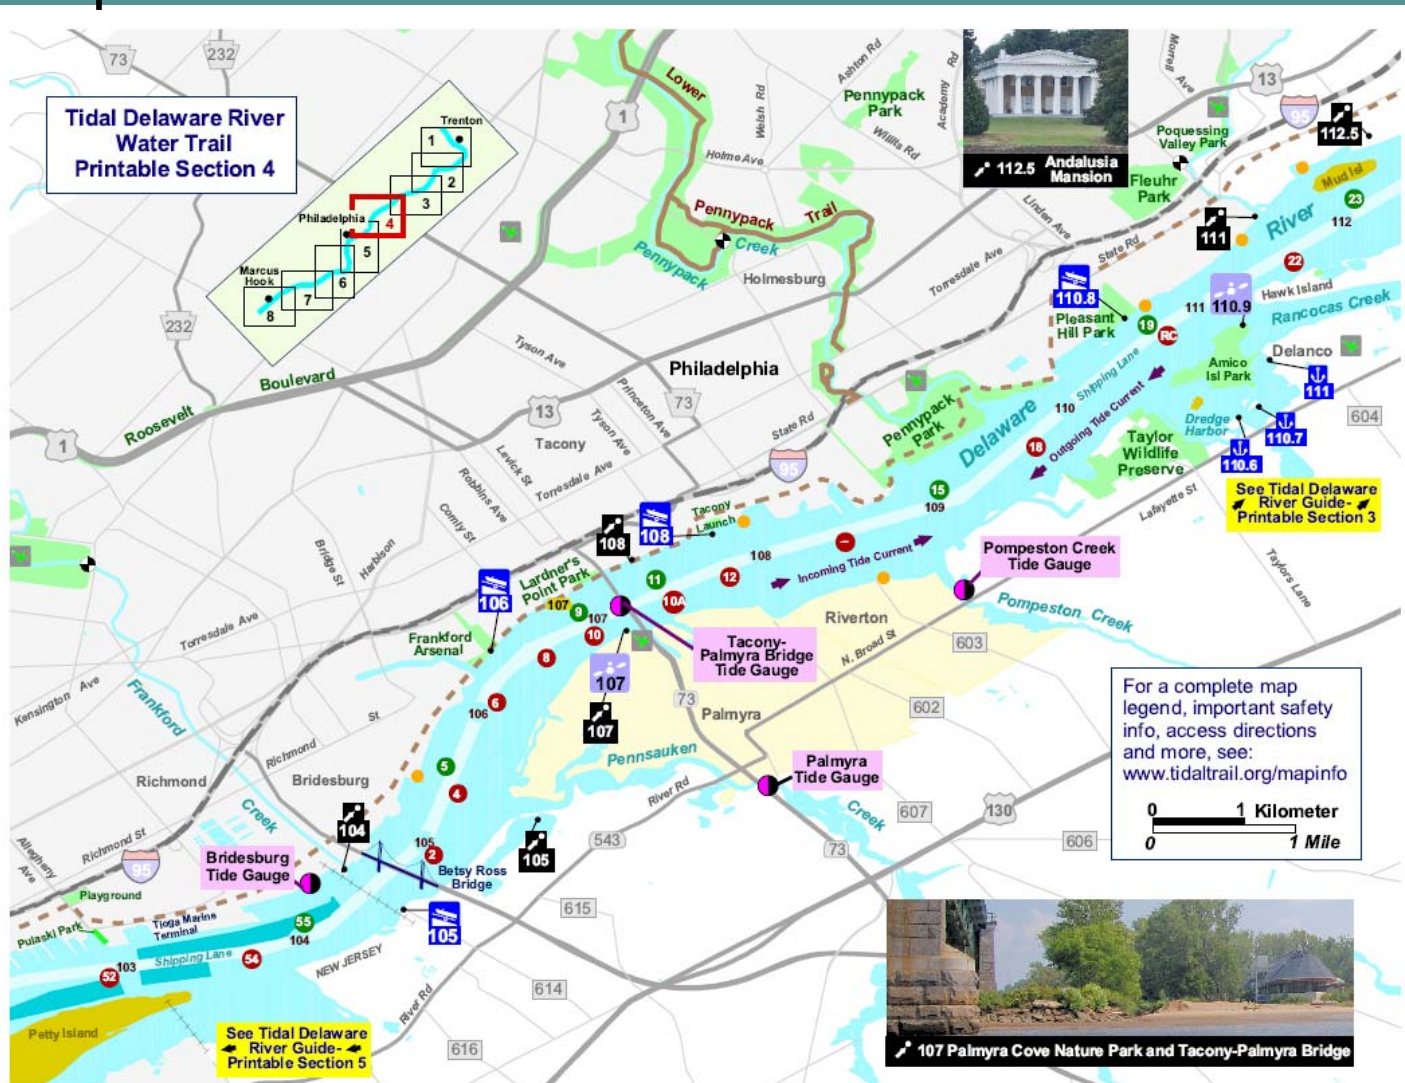 Tidal Delaware River
Water Trail
Printable Section 4
73
232
Trenton
1
2
3
Philadelphia
4
5
6
Marcus
Hook
7
8
232
1
Roosevelt
Boulevard
1
Lower
Pennypack
Trail
Pennypack
Creek
Holmesburg
Holme Ave
Welsh Rd
Ashton Rd
Pennypack
Park
Willits Rd
Academy Rd
112.5 Andalusia
Mansion
Morrell Ave
13
95
112.5
Poquessing
Valley Park
Fleuhr
Park
Mud Isl
23
112
River
111
22
Linden Ave
State Rd
Torresdale Ave
110.8
Pleasant
Hill Park
19
RC
111
110.9
Hawk Island
Rancocas Creek
Delanco
Amico
Isl Park
111
604
110.7
110.6
Dredge
Harbor
Shipping Lane
Outgoing Tide Current
110
Taylor
Wildlife
Preserve
18
Delaware
Lafayette St
See Tidal Delaware
River Guide-
Printable Section 3
Taylors Lane
Philadelphia
Tyson Ave
Princeton Ave
73
13
Tacony
Tyson Ave
Levick St
Robbins Ave
Torresdale Ave
Comly St
State Rd
95
Pennypack
Park
15
109
Tacony
Launch
108
108
108
12
Incoming Tide Current
Pompeston Creek
Tide Gauge
Pompeston Creek
Lardner's
Point Park
11
10A
107
9
107
10
106
Frankford
Arsenal
8
Tacony-
Palmyra Bridge
Tide Gauge
Riverton
N. Broad St
603
602
107
107
73
Palmyra
6
106
Bridge St
Harbison
Torresdale Ave
Kensington Ave
Frankford
Creek
St
Richmond
Richmond
Bridesburg
5
4
Pennsauken
Creek
Palmyra
Tide Gauge
River Rd
543
607
130
606
73
For a complete map
legend, important safety
info, access directions
and more, see:
www.tidaltrail.org/mapinfo
0 1 Kilometer
0 1 Mile
Allegheny
Ave
Richmond St
95
104
105
2
Betsy Ross
Bridge
105
Bridesburg
Tide Gauge
Playground
Pulaski Park
Tioga Marine
Terminal
55
104
105
615
Shipping Lane
54
103
52
NEW JERSEY
River Rd
614
616
Petty Island
See Tidal Delaware
River Guide-
Printable Section 5
107 Palmyra Cove Nature Park and Tacony-Palmyra Bridge